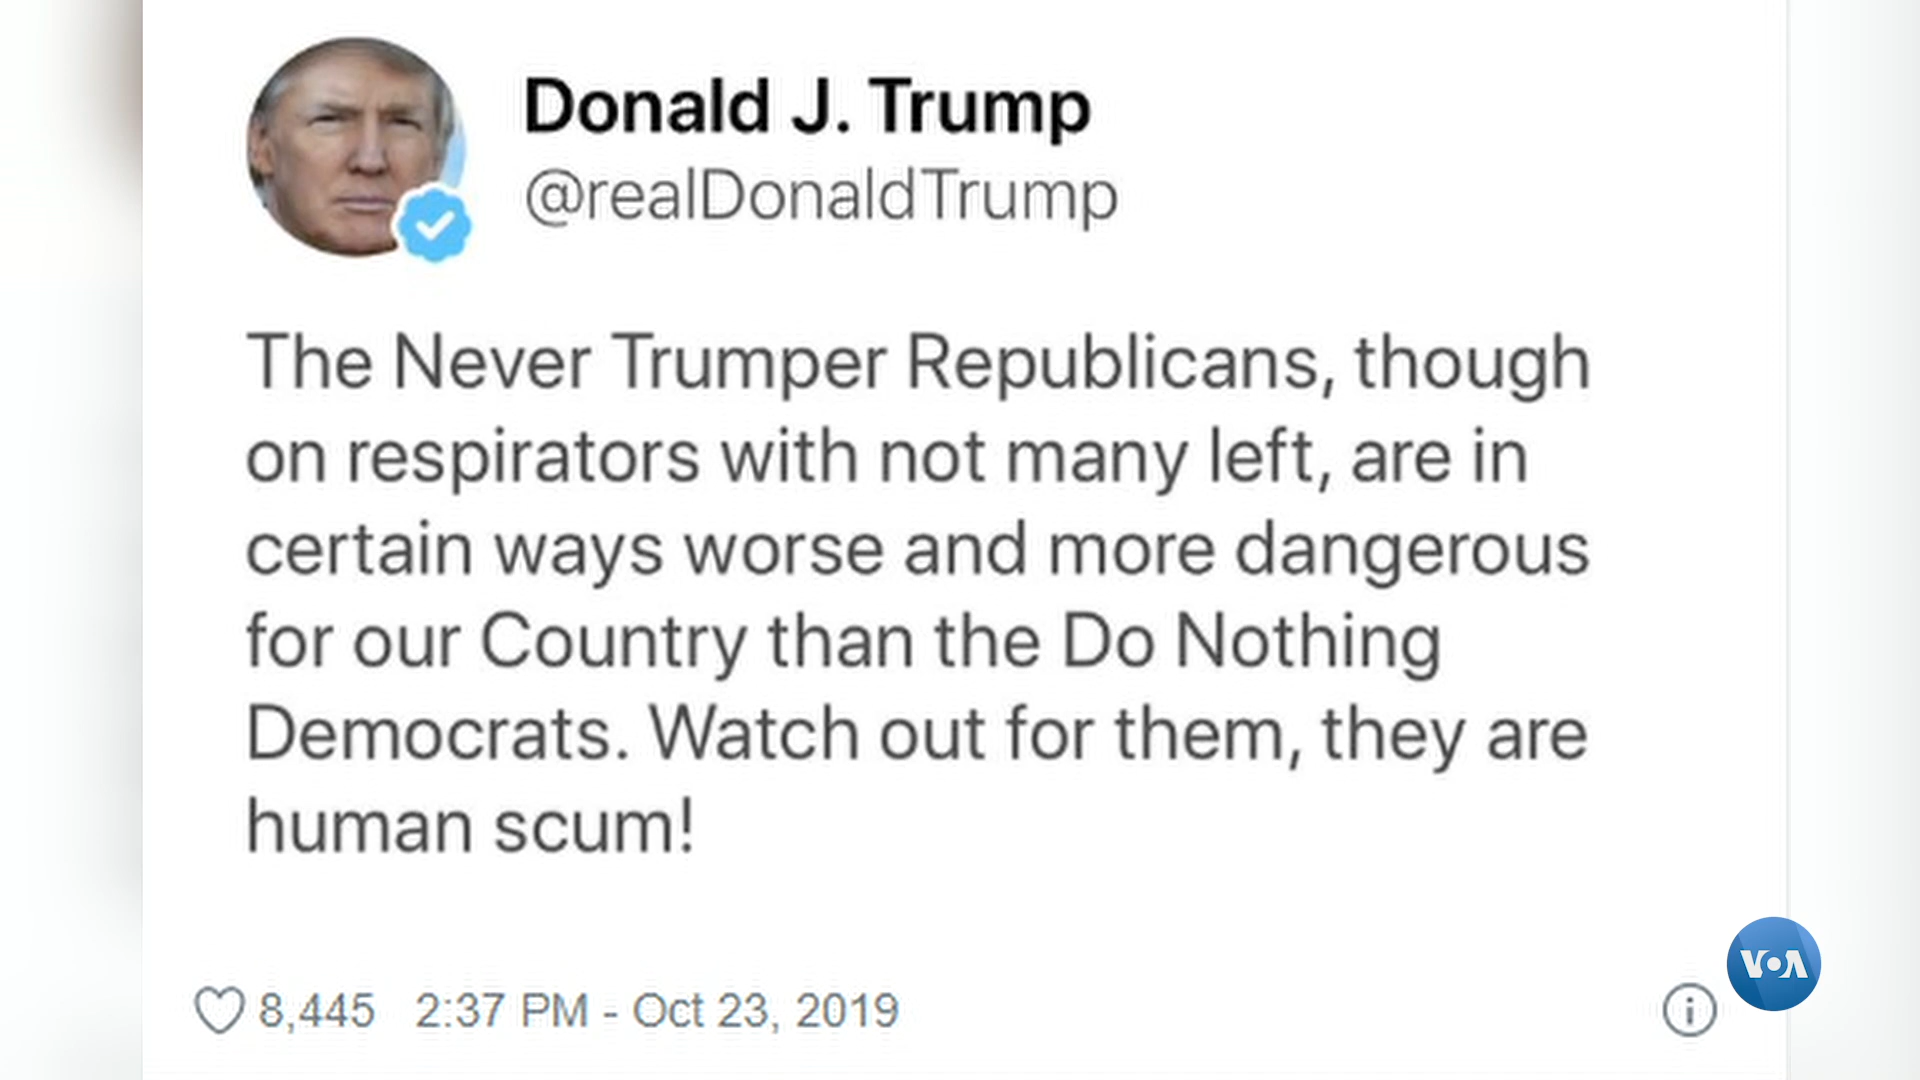 Donald J. Trump
@realDonaldTrump
The Never Trumper Republicans, though
on respirators with not many left, are in
certain ways worse and more dangerous
for our Country than the Do Nothing
Democrats. Watch out for them, they are
human scum!
8,445 2:37 PM - Oct 23, 2019
VOA